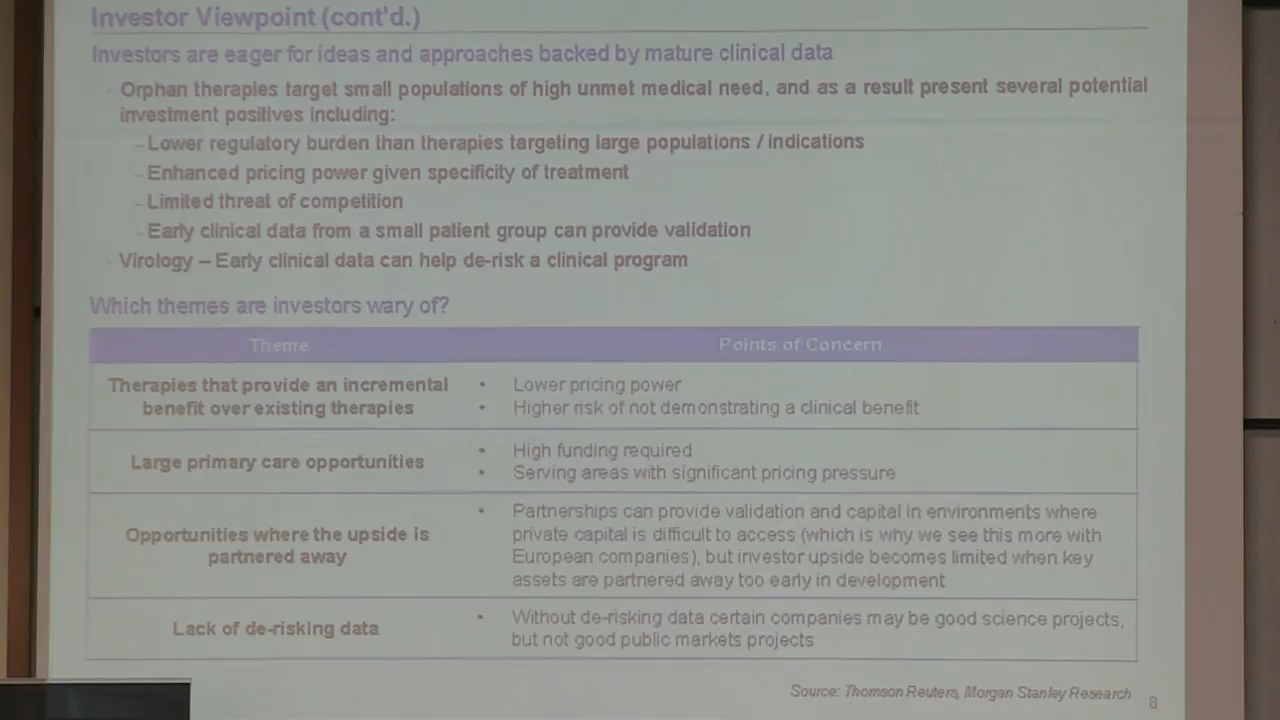 Investor Viewpoint (cont'd.)
Investors are eager for ideas and approaches backed by mature clinical data
Orphan therapies target small populations of high unmet medical need, and as a result present several potential
investment positives including:
– Lower regulatory burden than therapies targeting large populations / indications
– Enhanced pricing power given specificity of treatment
– Limited threat of competition
– Early clinical data from a small patient group can provide validation
Virology – Early clinical data can help de-risk a clinical program
Which themes are investors wary of?
Theme Points of Concern
Therapies that provide an incremental
benefit over existing therapies
• Lower pricing power
• Higher risk of not demonstrating a clinical benefit
Large primary care opportunities
• High funding required
• Serving areas with significant pricing pressure
Opportunities where the upside is
partnered away
• Partnerships can provide validation and capital in environments where
private capital is difficult to access (which is why we see this more with
European companies), but investor upside becomes limited when key
assets are partnered away too early in development
Lack of de-risking data
• Without de-risking data certain companies may be good science projects,
but not good public markets projects
Source: Thomson Reuters, Morgan Stanley Research
8